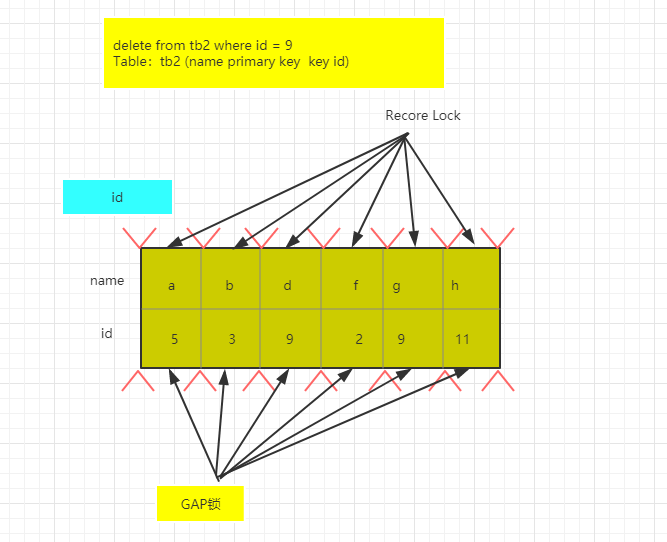 delete from tb2 where id = 9
Table：tb2 (name primary key  key id)
Recore Lock
id
name a b d f g h
id 5 3 9 2 9 11
GAP锁